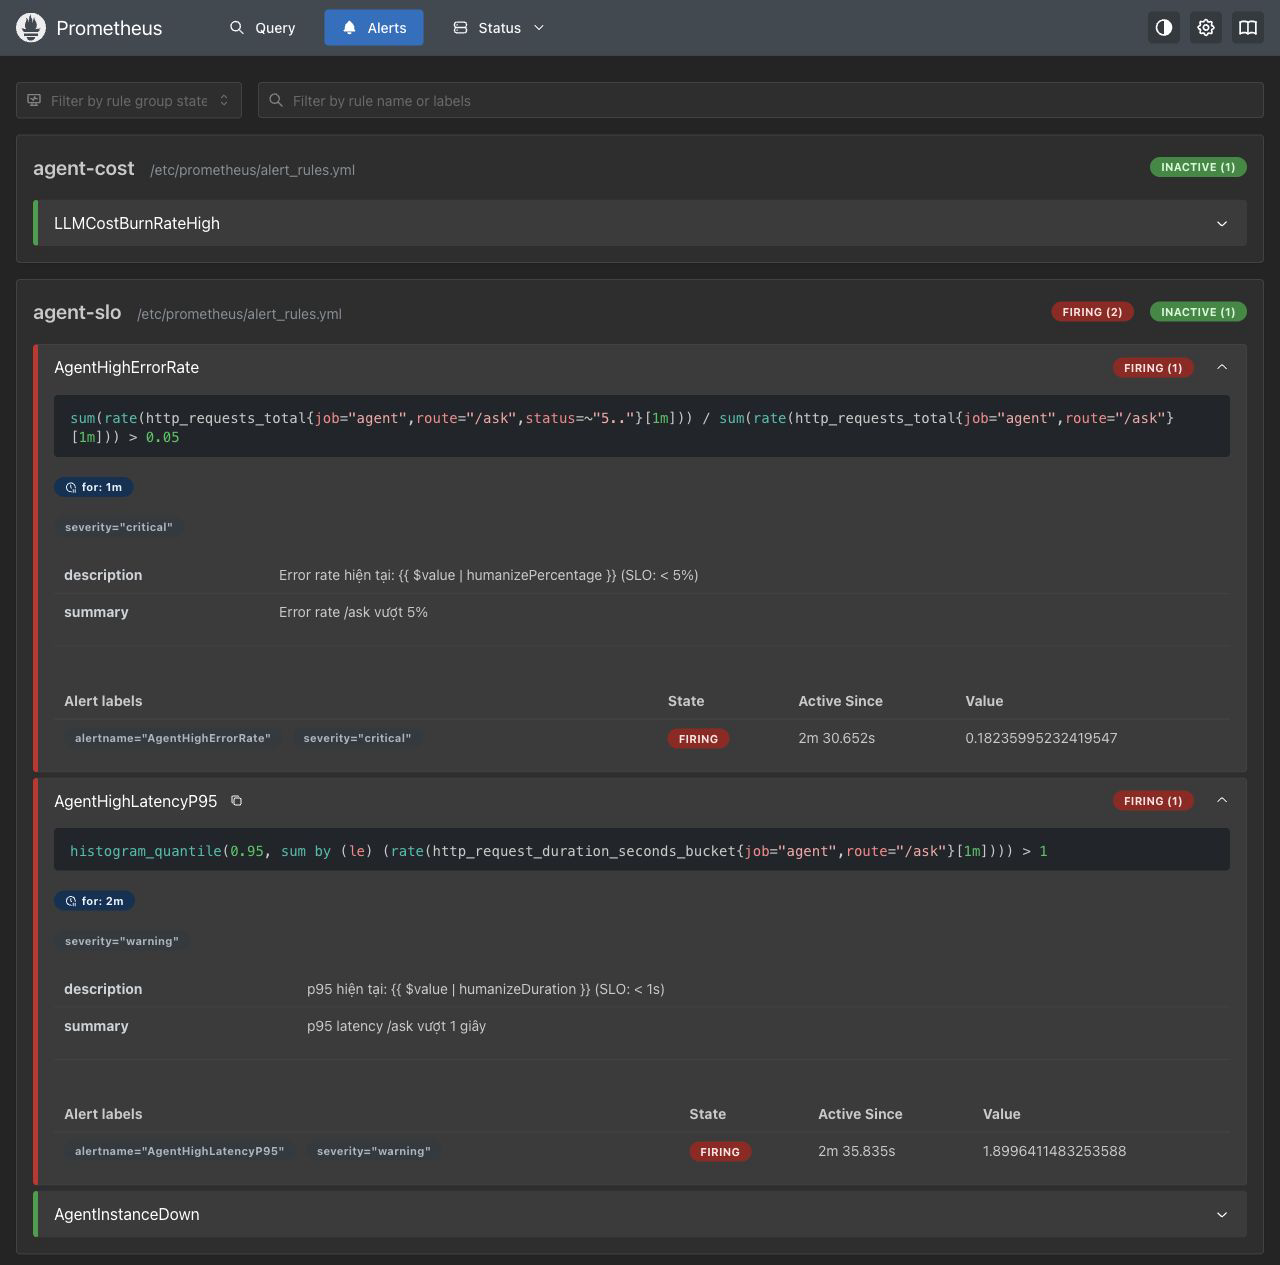 Prometheus
Query
Alerts
Status
Filter by rule group state
Filter by rule name or labels
agent-cost /etc/prometheus/alert_rules.yml INACTIVE (1)
LLMCostBurnRateHigh
agent-slo /etc/prometheus/alert_rules.yml FIRING (2) INACTIVE (1)
AgentHighErrorRate FIRING (1)
sum(rate(http_requests_total{job="agent",route="/ask",status=~"5.."}[1m])) / sum(rate(http_requests_total{job="agent",route="/ask"}
[1m])) > 0.05
for: 1m
severity="critical"
description Error rate hiện tại: {{ $value | humanizePercentage }} (SLO: < 5%)
summary Error rate /ask vượt 5%
Alert labels State Active Since Value
alertname="AgentHighErrorRate" severity="critical" FIRING 2m 30.652s 0.18235995232419547
AgentHighLatencyP95 FIRING (1)
histogram_quantile(0.95, sum by (le) (rate(http_request_duration_seconds_bucket{job="agent",route="/ask"}[1m]))) > 1
for: 2m
severity="warning"
description p95 hiện tại: {{ $value | humanizeDuration }} (SLO: < 1s)
summary p95 latency /ask vượt 1 giây
Alert labels State Active Since Value
alertname="AgentHighLatencyP95" severity="warning" FIRING 2m 35.835s 1.8996411483253588
AgentInstanceDown